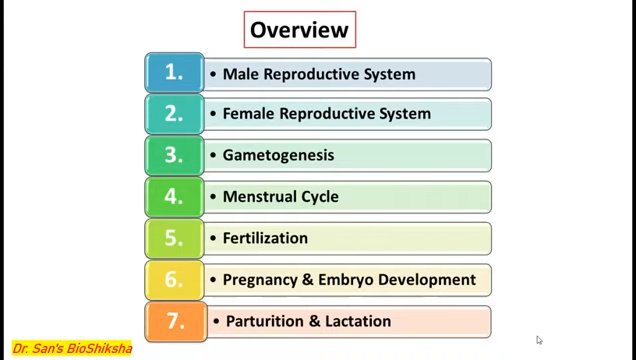 Overview
1. • Male Reproductive System
2. • Female Reproductive System
3. • Gametogenesis
4. • Menstrual Cycle
5. • Fertilization
6. • Pregnancy & Embryo Development
7. • Parturition & Lactation
Dr. San's BioShiksha